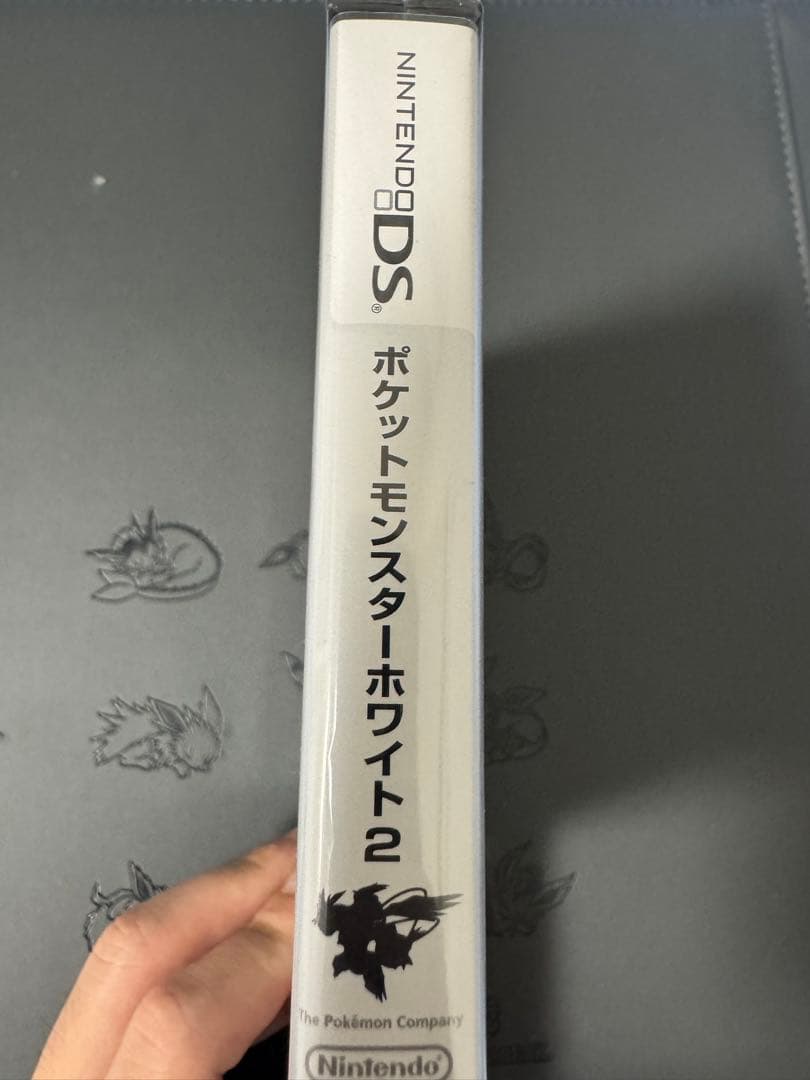 NINTENDO
DS®
ポケットモンスターホワイト2
The Pokémon Company
Nintendo®